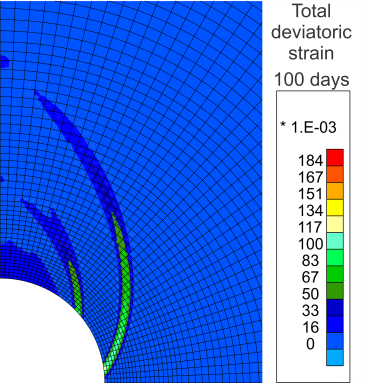 Total
deviatoric
strain
100 days
* 1.E-03
184
167
151
134
117
100
83
67
50
33
16
0